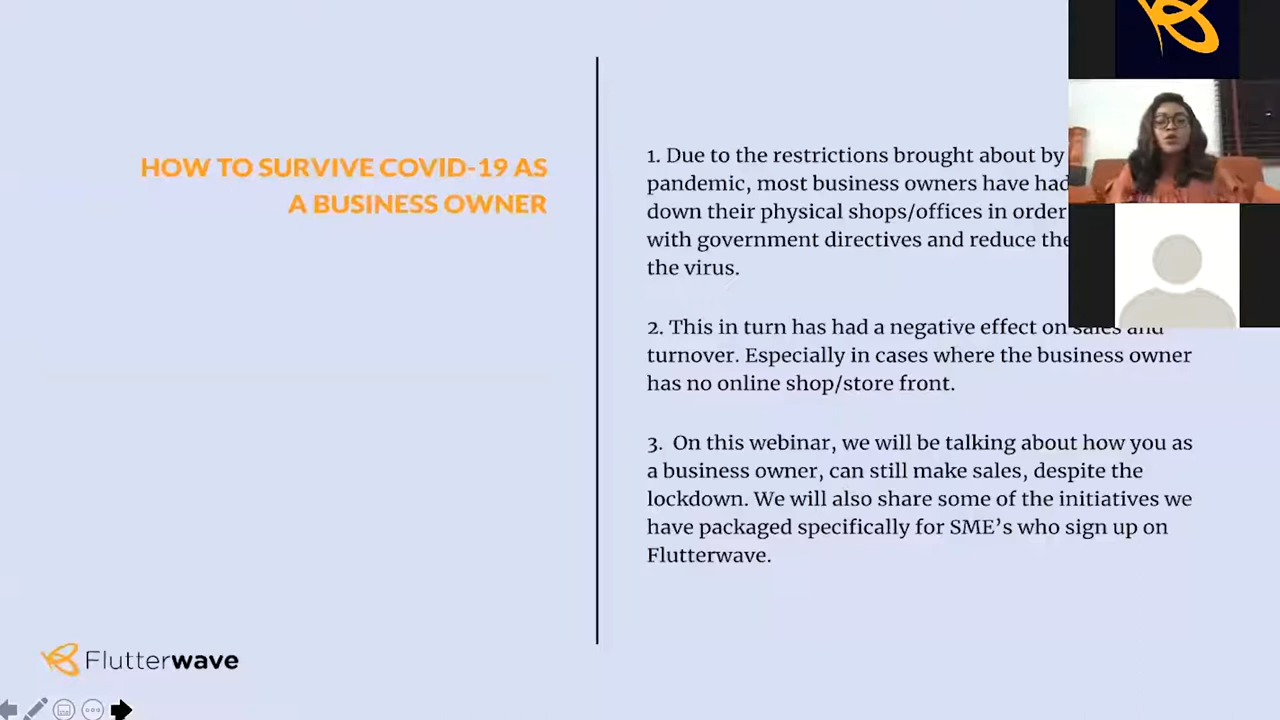 HOW TO SURVIVE COVID-19 AS
A BUSINESS OWNER
1. Due to the restrictions brought about by
pandemic, most business owners have had
down their physical shops/offices in order
with government directives and reduce the
the virus.
2. This in turn has had a negative effect on sales and
turnover. Especially in cases where the business owner
has no online shop/store front.
3. On this webinar, we will be talking about how you as
a business owner, can still make sales, despite the
lockdown. We will also share some of the initiatives we
have packaged specifically for SME’s who sign up on
Flutterwave.
Flutterwave